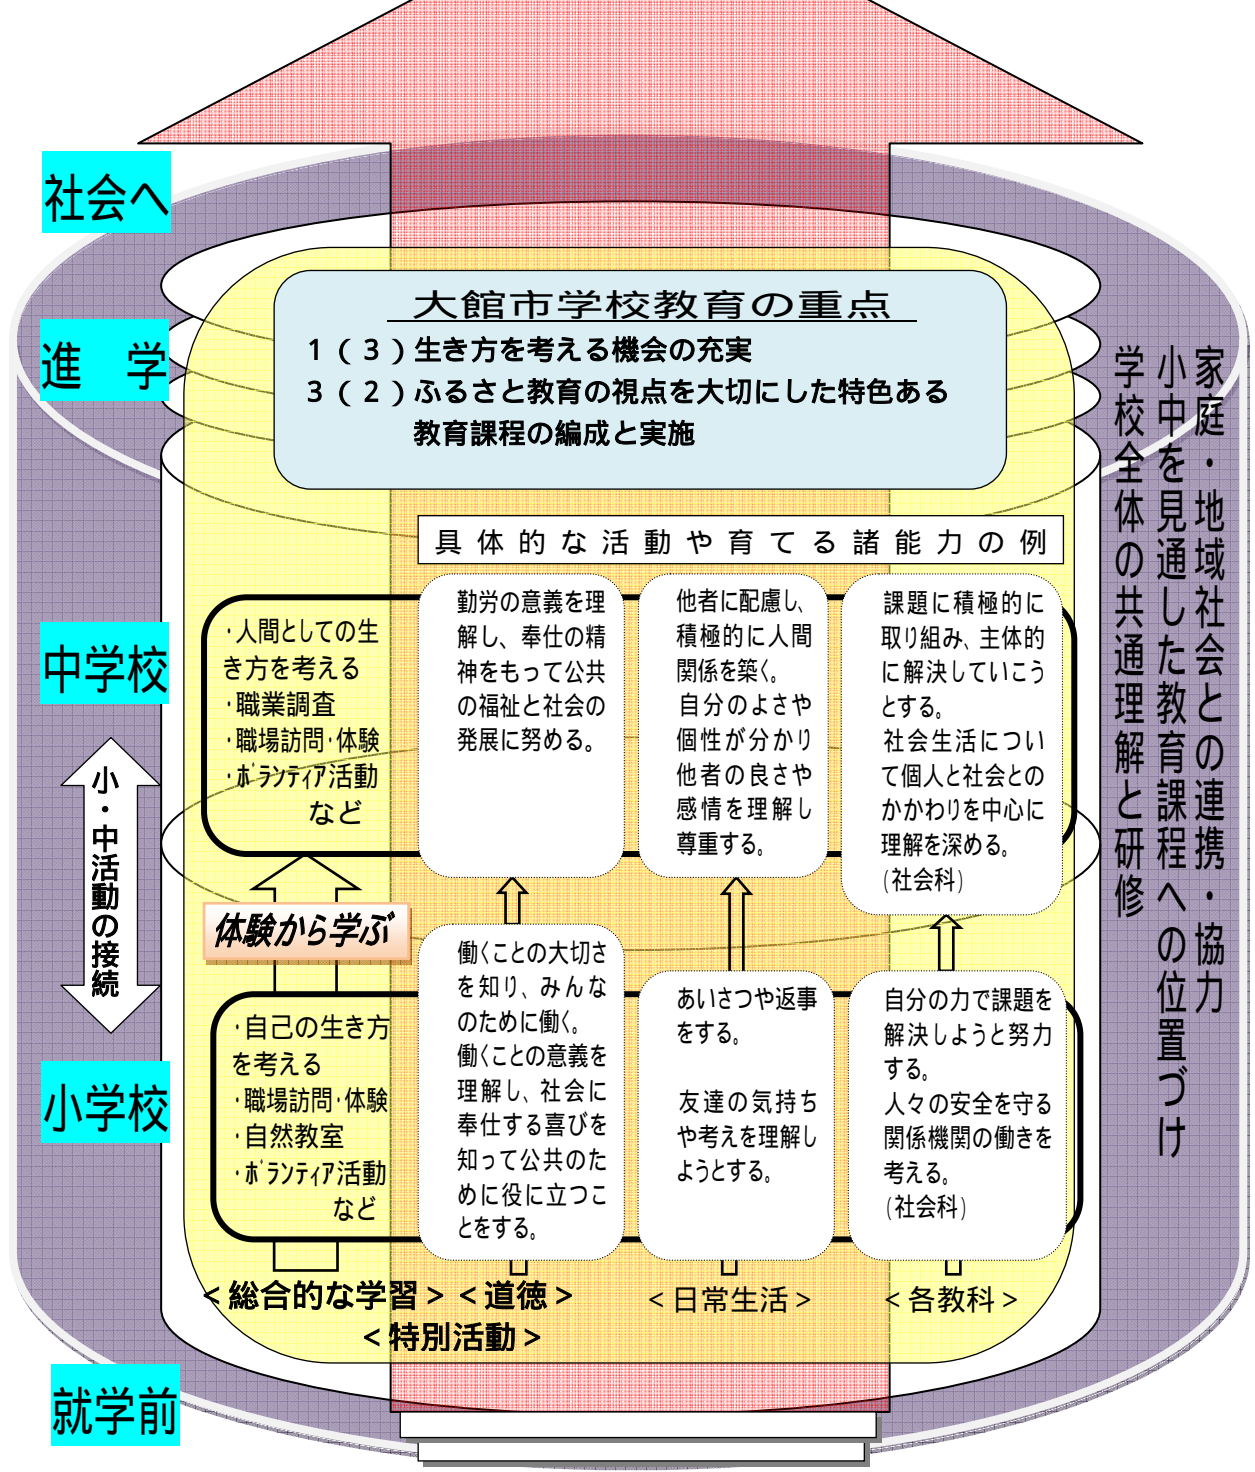 社会へ
進　学
中学校
小・中活動の接続
小学校
就学前
大館市学校教育の重点
１（３）生き方を考える機会の充実
３（２）ふるさと教育の視点を大切にした特色ある
教育課程の編成と実施
具体的な活動や育てる諸能力の例
・人間としての生
き方を考える
・職業調査
・職場訪問・体験
・ボランティア活動
など
勤労の意義を理
解し、奉仕の精
神をもって公共
の福祉と社会の
発展に努める。
他者に配慮し、
積極的に人間
関係を築く。
自分のよさや
個性が分かり
他者の良さや
感情を理解し
尊重する。
課題に積極的に
取り組み、主体的
に解決していこう
とする。
社会生活につい
て個人と社会との
かかわりを中心に
理解を深める。
(社会科)
体験から学ぶ
・自己の生き方
を考える
・職場訪問・体験
・自然教室
・ボランティア活動
など
働くことの大切さ
を知り、みんな
のために働く。
働くことの意義を
理解し、社会に
奉仕する喜びを
知って公共のた
めに役に立つこ
とをする。
あいさつや返事
をする。
友達の気持ち
や考えを理解し
ようとする。
自分の力で課題を
解決しようと努力
する。
人々の安全を守る
関係機関の働きを
考える。
(社会科)
＜総合的な学習＞＜道徳＞
＜特別活動＞
＜日常生活＞
＜各教科＞
家庭・地域社会との連携・協力
小中を見通した教育課程への位置づけ
学校全体の共通理解と研修